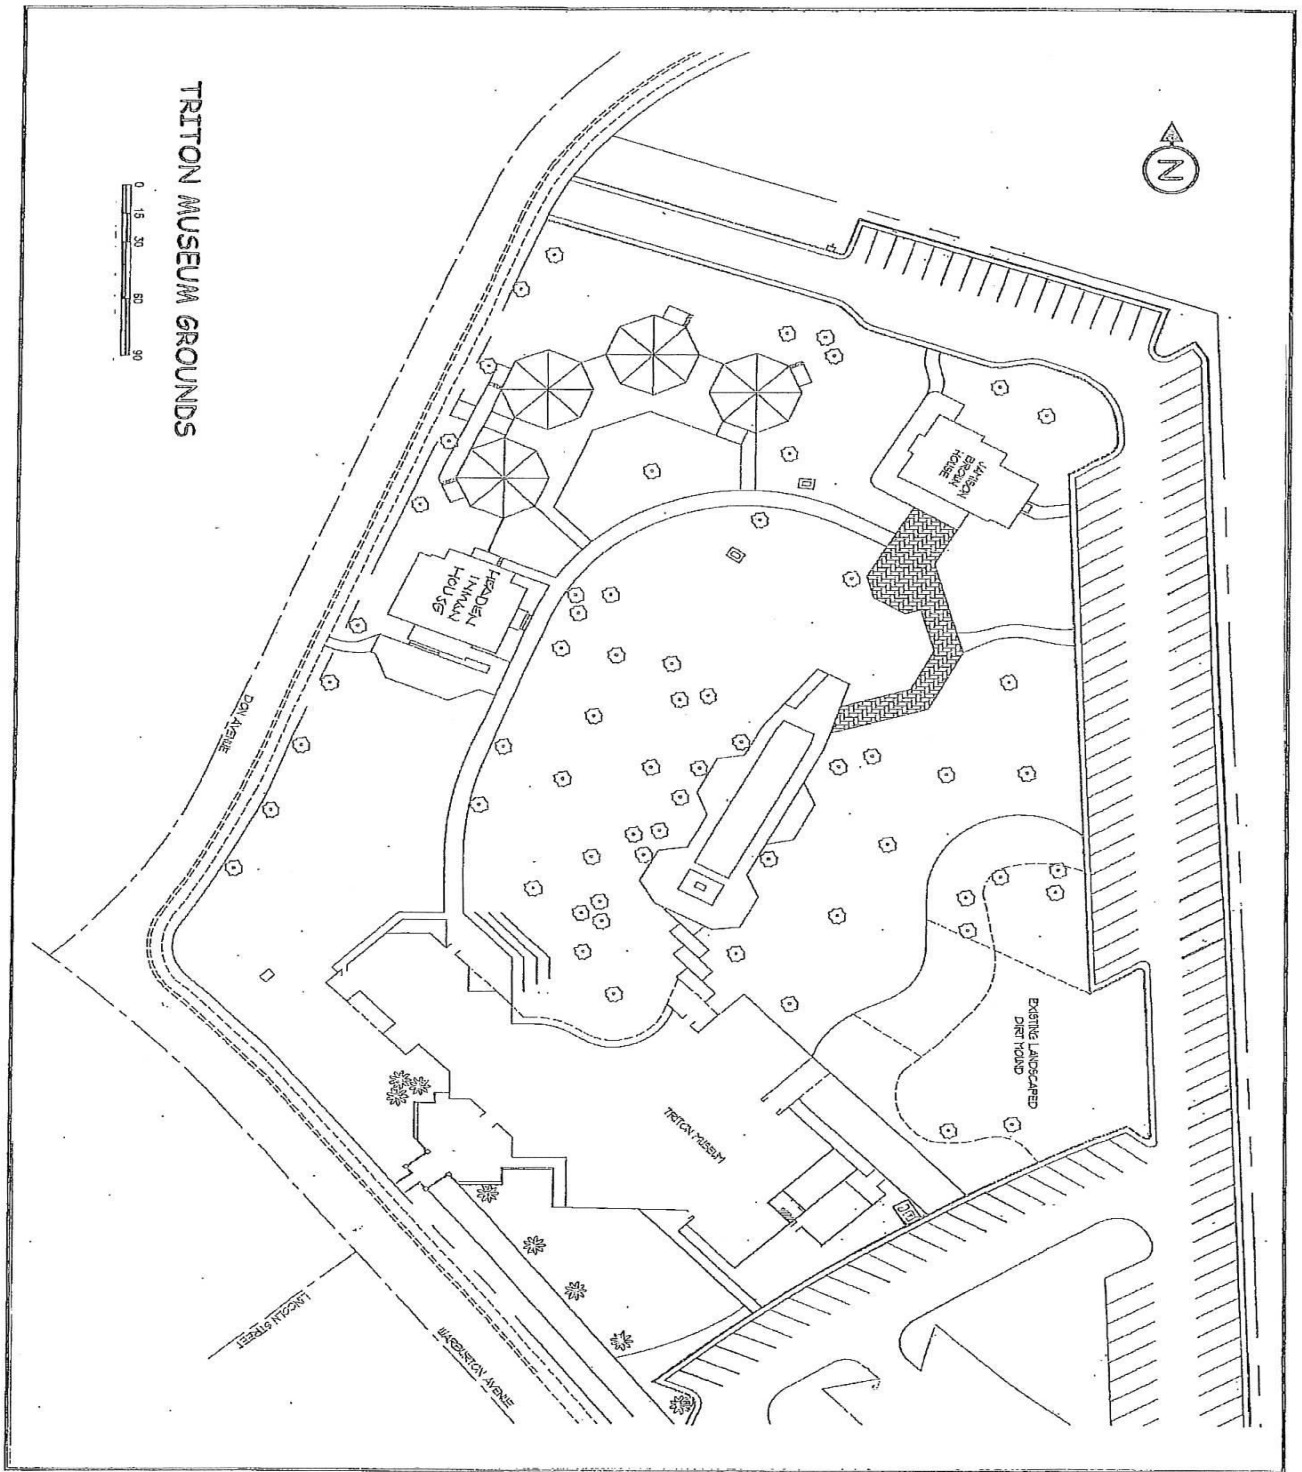 TRITON MUSEUM GROUNDS
0 15 30 60 90
N
JAMISON
BROWN
HOUSE
HEADEN
INMAN
HOUSE
DON AVENUE
EXISTING LANDSCAPED
DIRT MOUND
TRITON MUSEUM
LINCOLN STREET
WARBURTON AVENUE